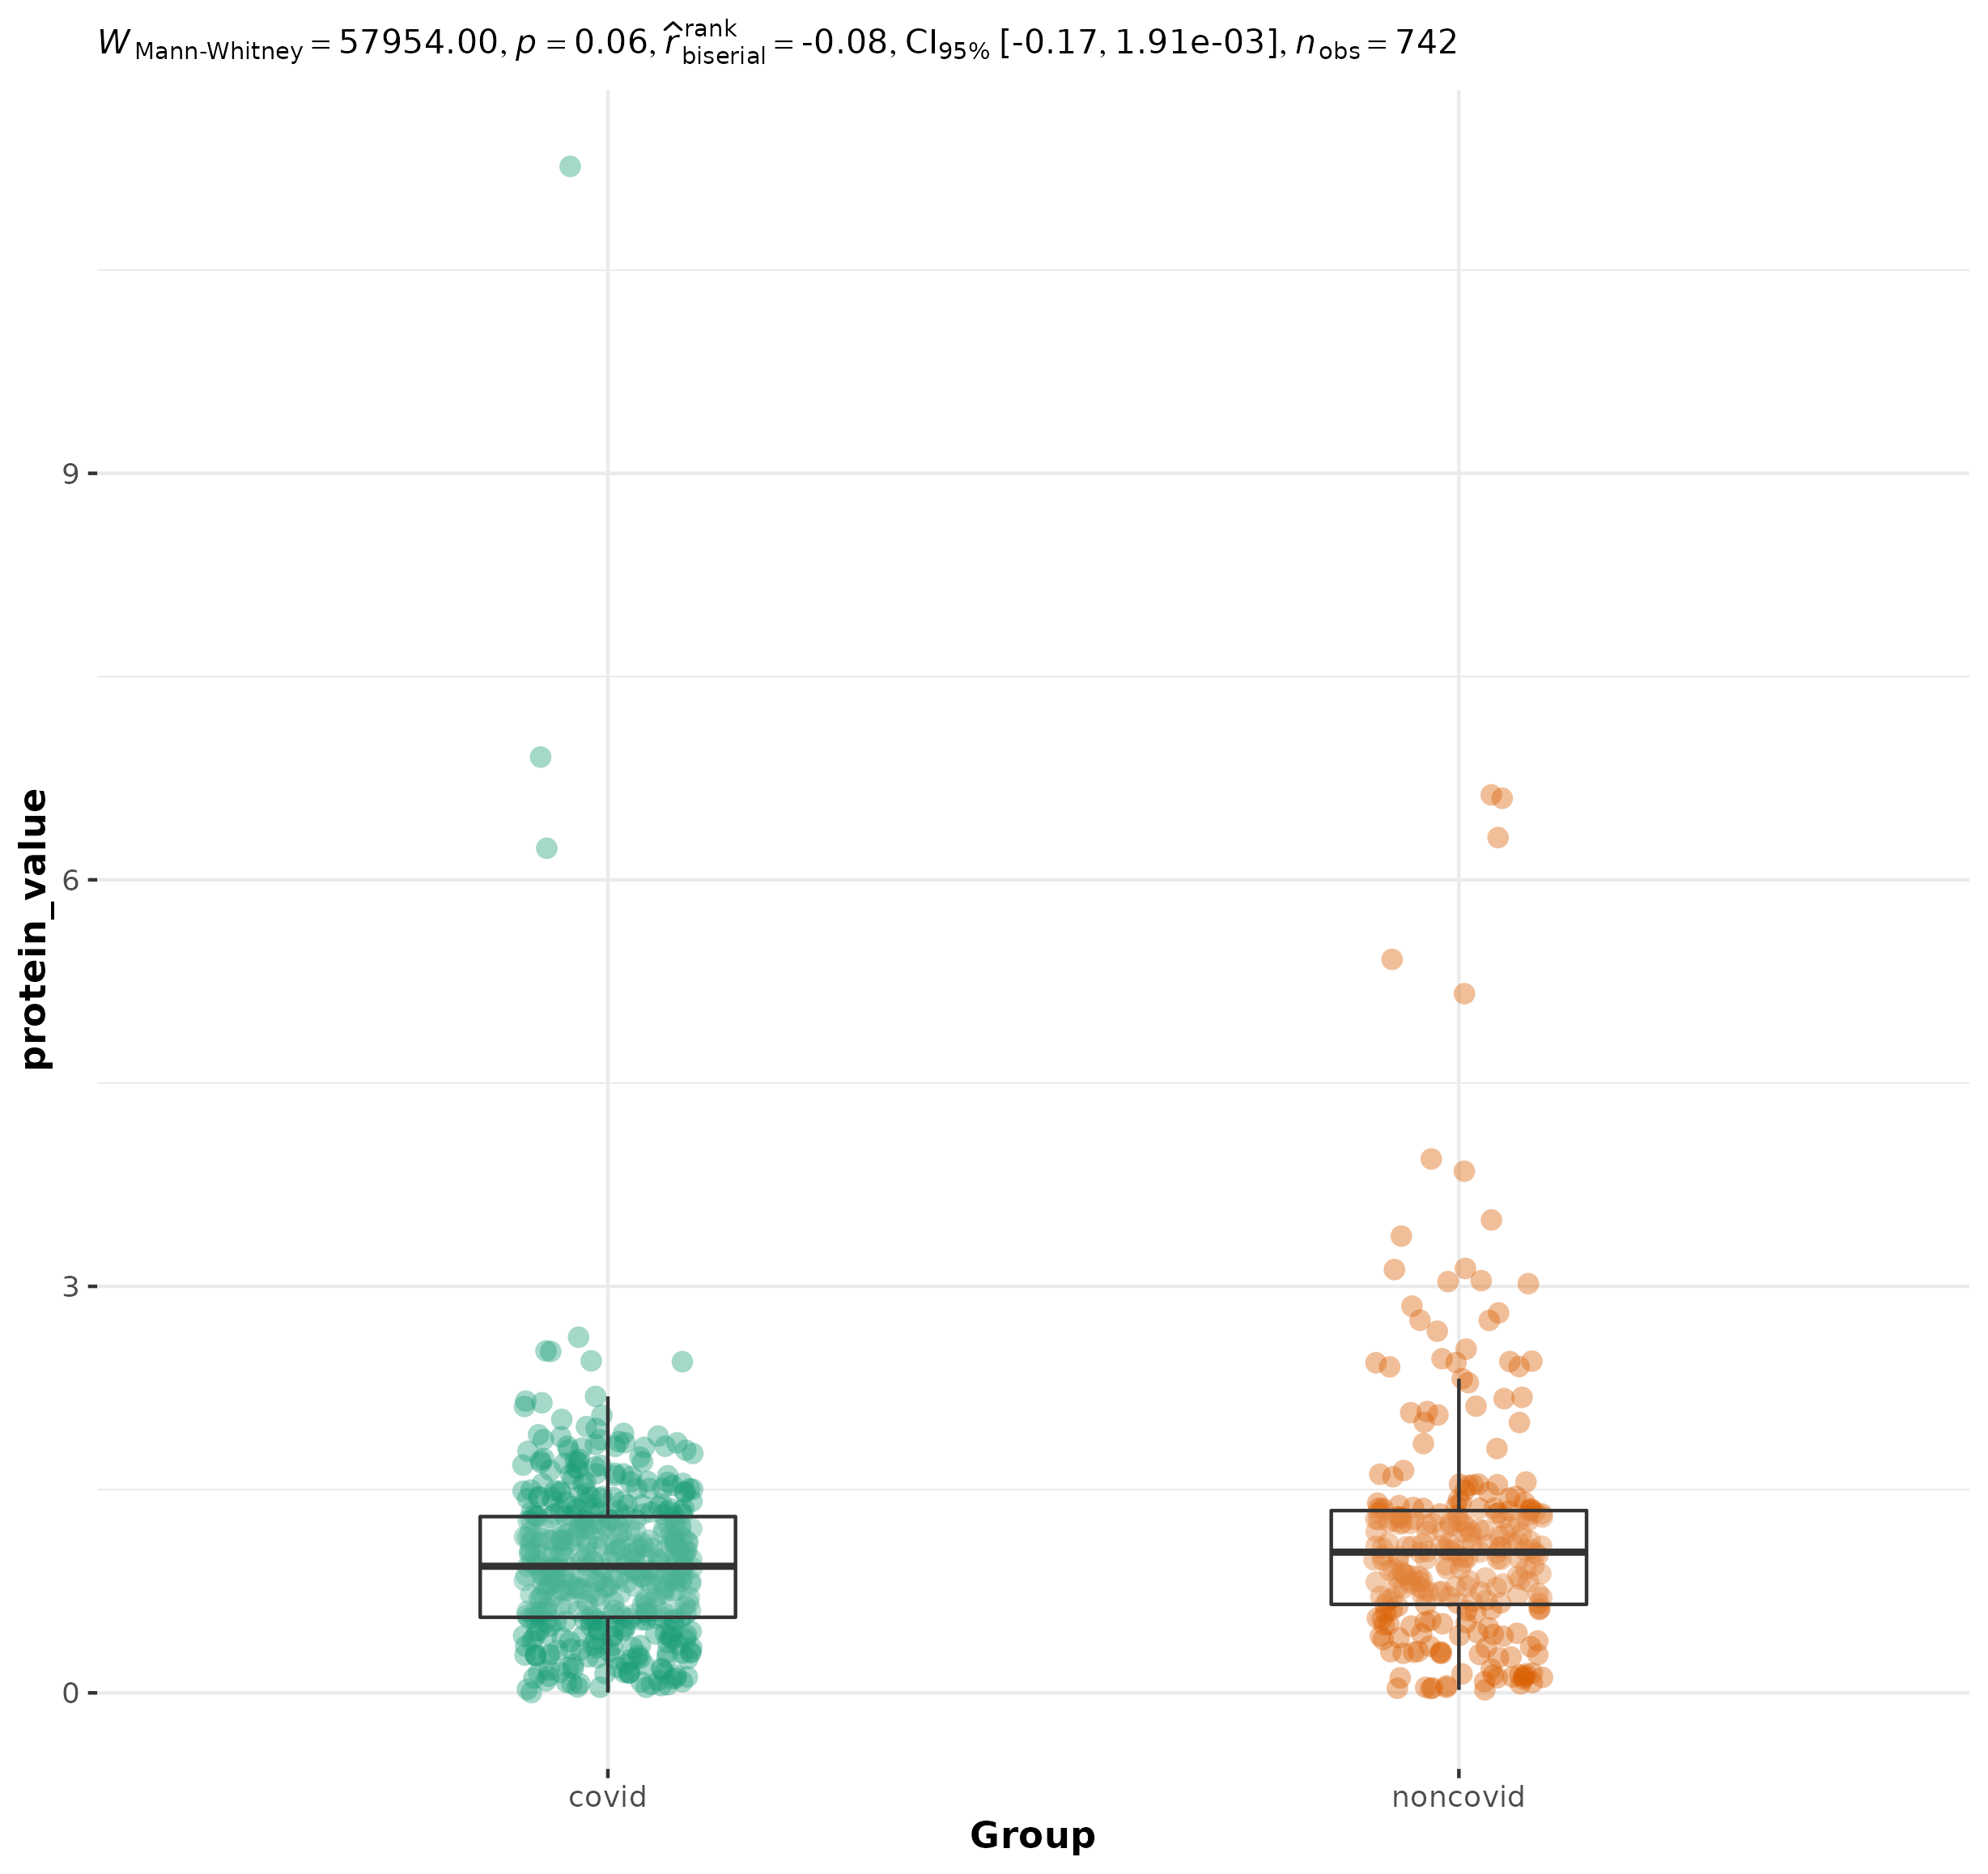 W Mann-Whitney = 57954.00, p = 0.06, r̂ rank biserial = -0.08, CI95% [-0.17, 1.91e-03], n obs = 742
9
6
3
0
protein_value
covid noncovid
Group